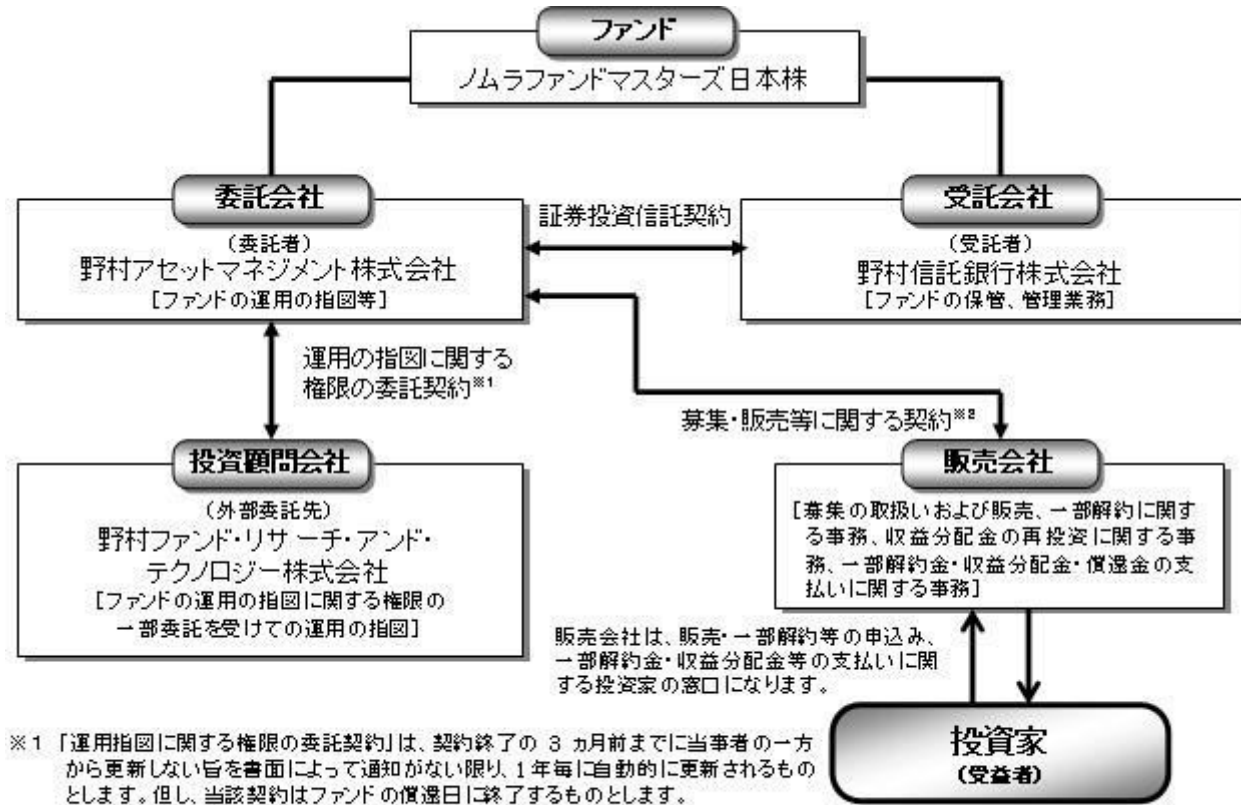 ファンド
ノムラファンドマスターズ日本株
委託会社
(委託者)
野村アセットマネジメント株式会社
[ファンドの運用の指図等]
証券投資信託契約
受託会社
(受託者)
野村信託銀行株式会社
[ファンドの保管、管理業務]
運用の指図に関する
権限の委託契約※1
募集・販売等に関する契約※2
投資顧問会社
(外部委託先)
野村ファンド・リサーチ・アンド・
テクノロジー株式会社
[ファンドの運用の指図に関する権限の
一部委託を受けての運用の指図]
販売会社
[募集の取扱いおよび販売、一部解約に関す
る事務、収益分配金の再投資に関する事
務、一部解約金・収益分配金・償還金の支
払いに関する事務]
販売会社は、販売・一部解約等の申込み、
一部解約金・収益分配金等の支払いに関
する投資家の窓口になります。
投資家
(受益者)
※1 「運用指図に関する権限の委託契約」は、契約終了の 3 ヵ月前までに当事者の一方
から更新しない旨を書面によって通知がない限り、1年毎に自動的に更新されるもの
とします。但し、当該契約はファンドの償還日に終了するものとします。